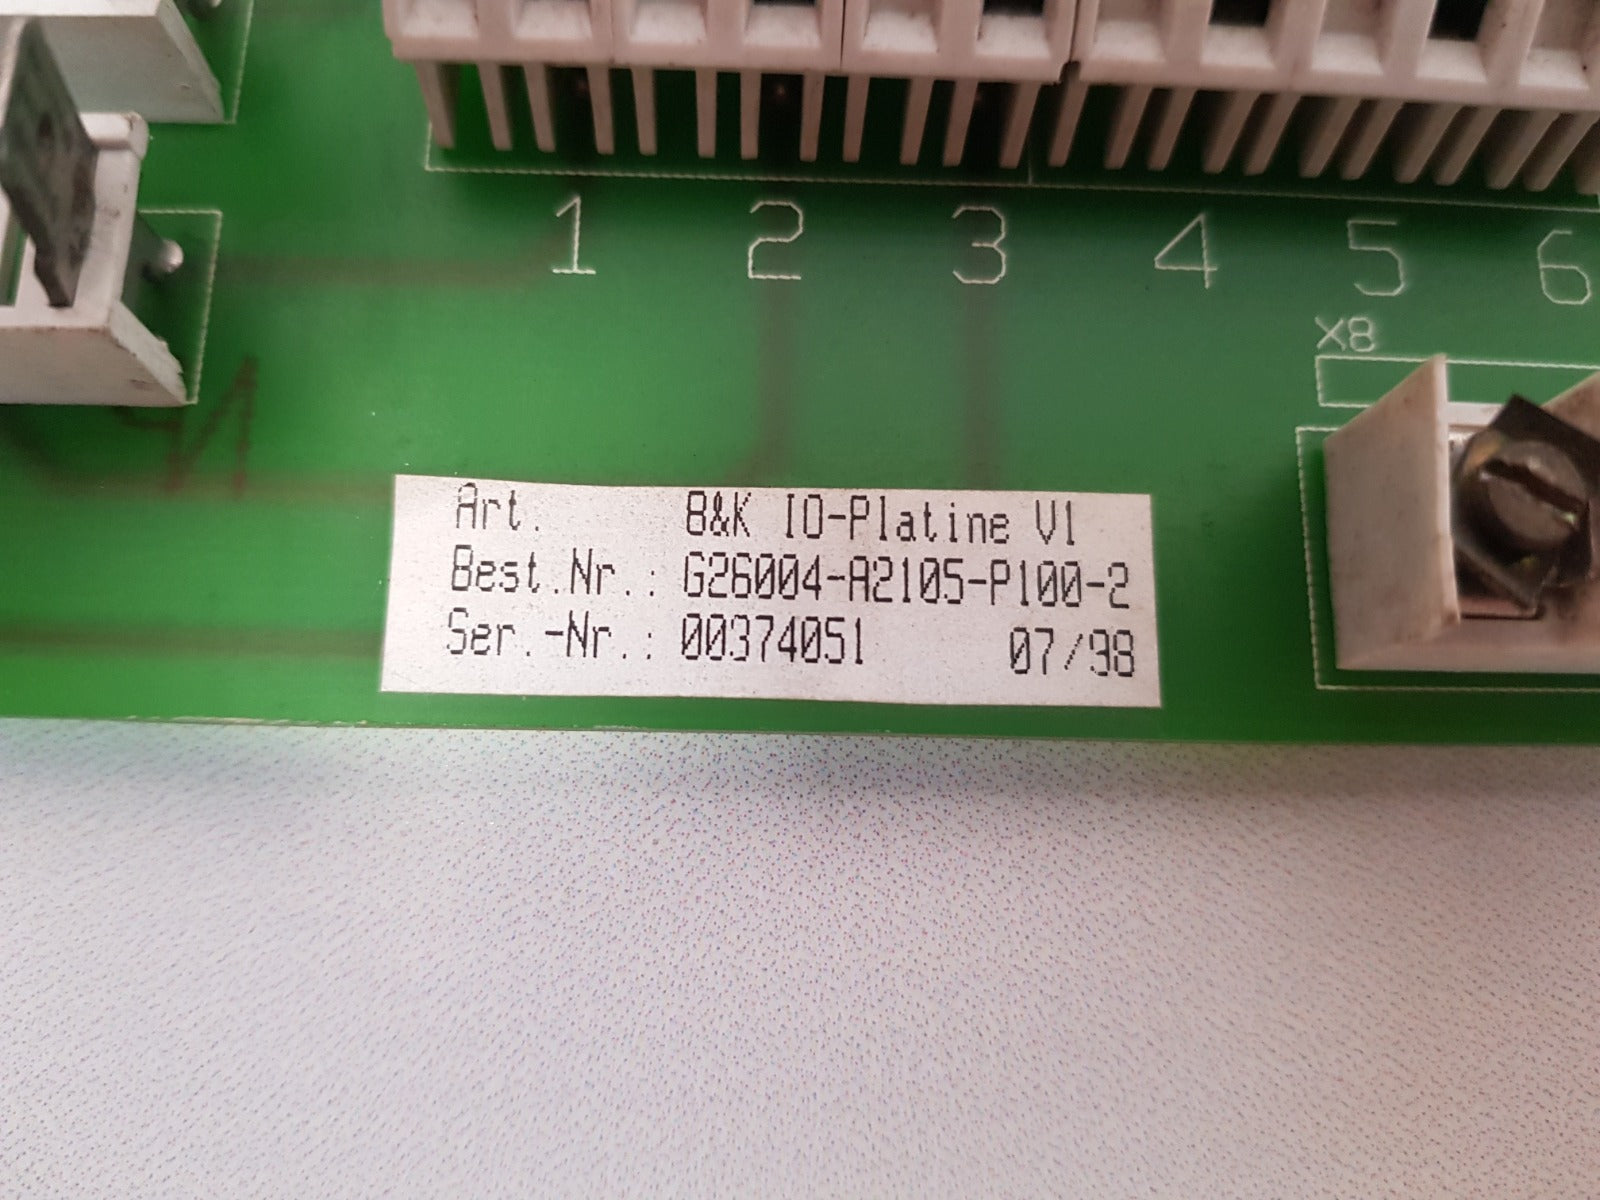 1 2 3 4 5 6
X8
Art. B&K IO-Platine V1
Best.Nr.: G26004-A2105-P100-2
Ser.-Nr.: 00374051 07/98